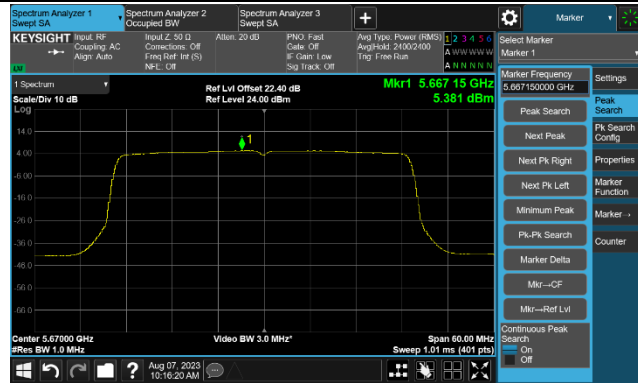 Spectrum Analyzer 1
Swept SA
Spectrum Analyzer 2
Occupied BW
Spectrum Analyzer 3
Swept SA
Marker
KEYSIGHT
Input: RF
Coupling: AC
Align: Auto
Input Z: 50 Ω
Corrections: Off
Freq Ref: Int (S)
NFE: Off
Atten: 20 dB
PNO: Fast
Gate: Off
IF Gain: Low
Sig Track: Off
Avg Type: Power (RMS)
Avg|Hold: 2400/2400
Trig: Free Run
1 2 3 4 5 6
A W W W W W
A N N N N N
Select Marker
Marker 1
1 Spectrum
Scale/Div 10 dB
Log
Ref Lvl Offset 22.40 dB
Ref Level 24.00 dBm
Mkr1 5.667 15 GHz
5.381 dBm
Marker Frequency
5.667150000 GHz
Peak Search
Next Peak
Next Pk Right
Next Pk Left
Minimum Peak
Pk-Pk Search
Marker Delta
Mkr→CF
Mkr→Ref Lvl
Continuous Peak
Search
On
Off
Settings
Peak
Search
Pk Search
Config
Properties
Marker
Function
Marker→
Counter
14.0
4.00
-6.00
-16.0
-26.0
-36.0
-46.0
-56.0
-66.0
1
Center 5.67000 GHz
#Res BW 1.0 MHz
Video BW 3.0 MHz*
Span 60.00 MHz
Sweep 1.01 ms (401 pts)
Aug 07, 2023
10:16:20 AM